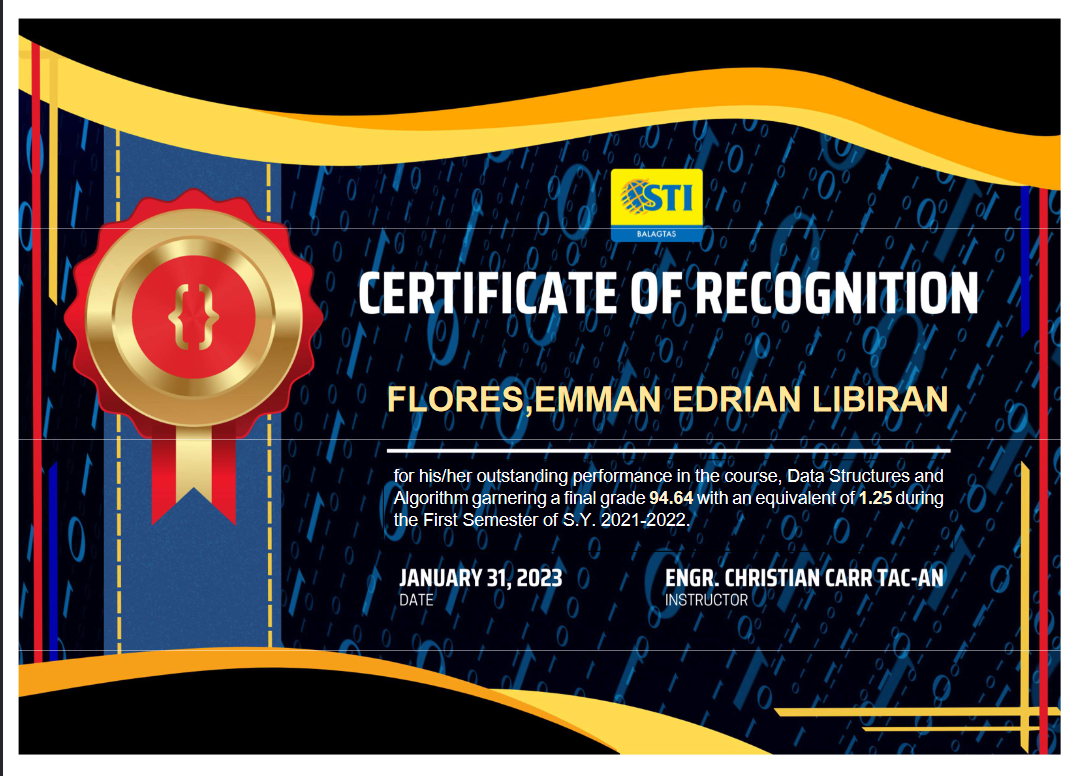 STI
BALAGTAS
CERTIFICATE OF RECOGNITION
FLORES,EMMAN EDRIAN LIBIRAN
for his/her outstanding performance in the course, Data Structures and
Algorithm garnering a final grade 94.64 with an equivalent of 1.25 during
the First Semester of S.Y. 2021-2022.
JANUARY 31, 2023
DATE
ENGR. CHRISTIAN CARR TAC-AN
INSTRUCTOR